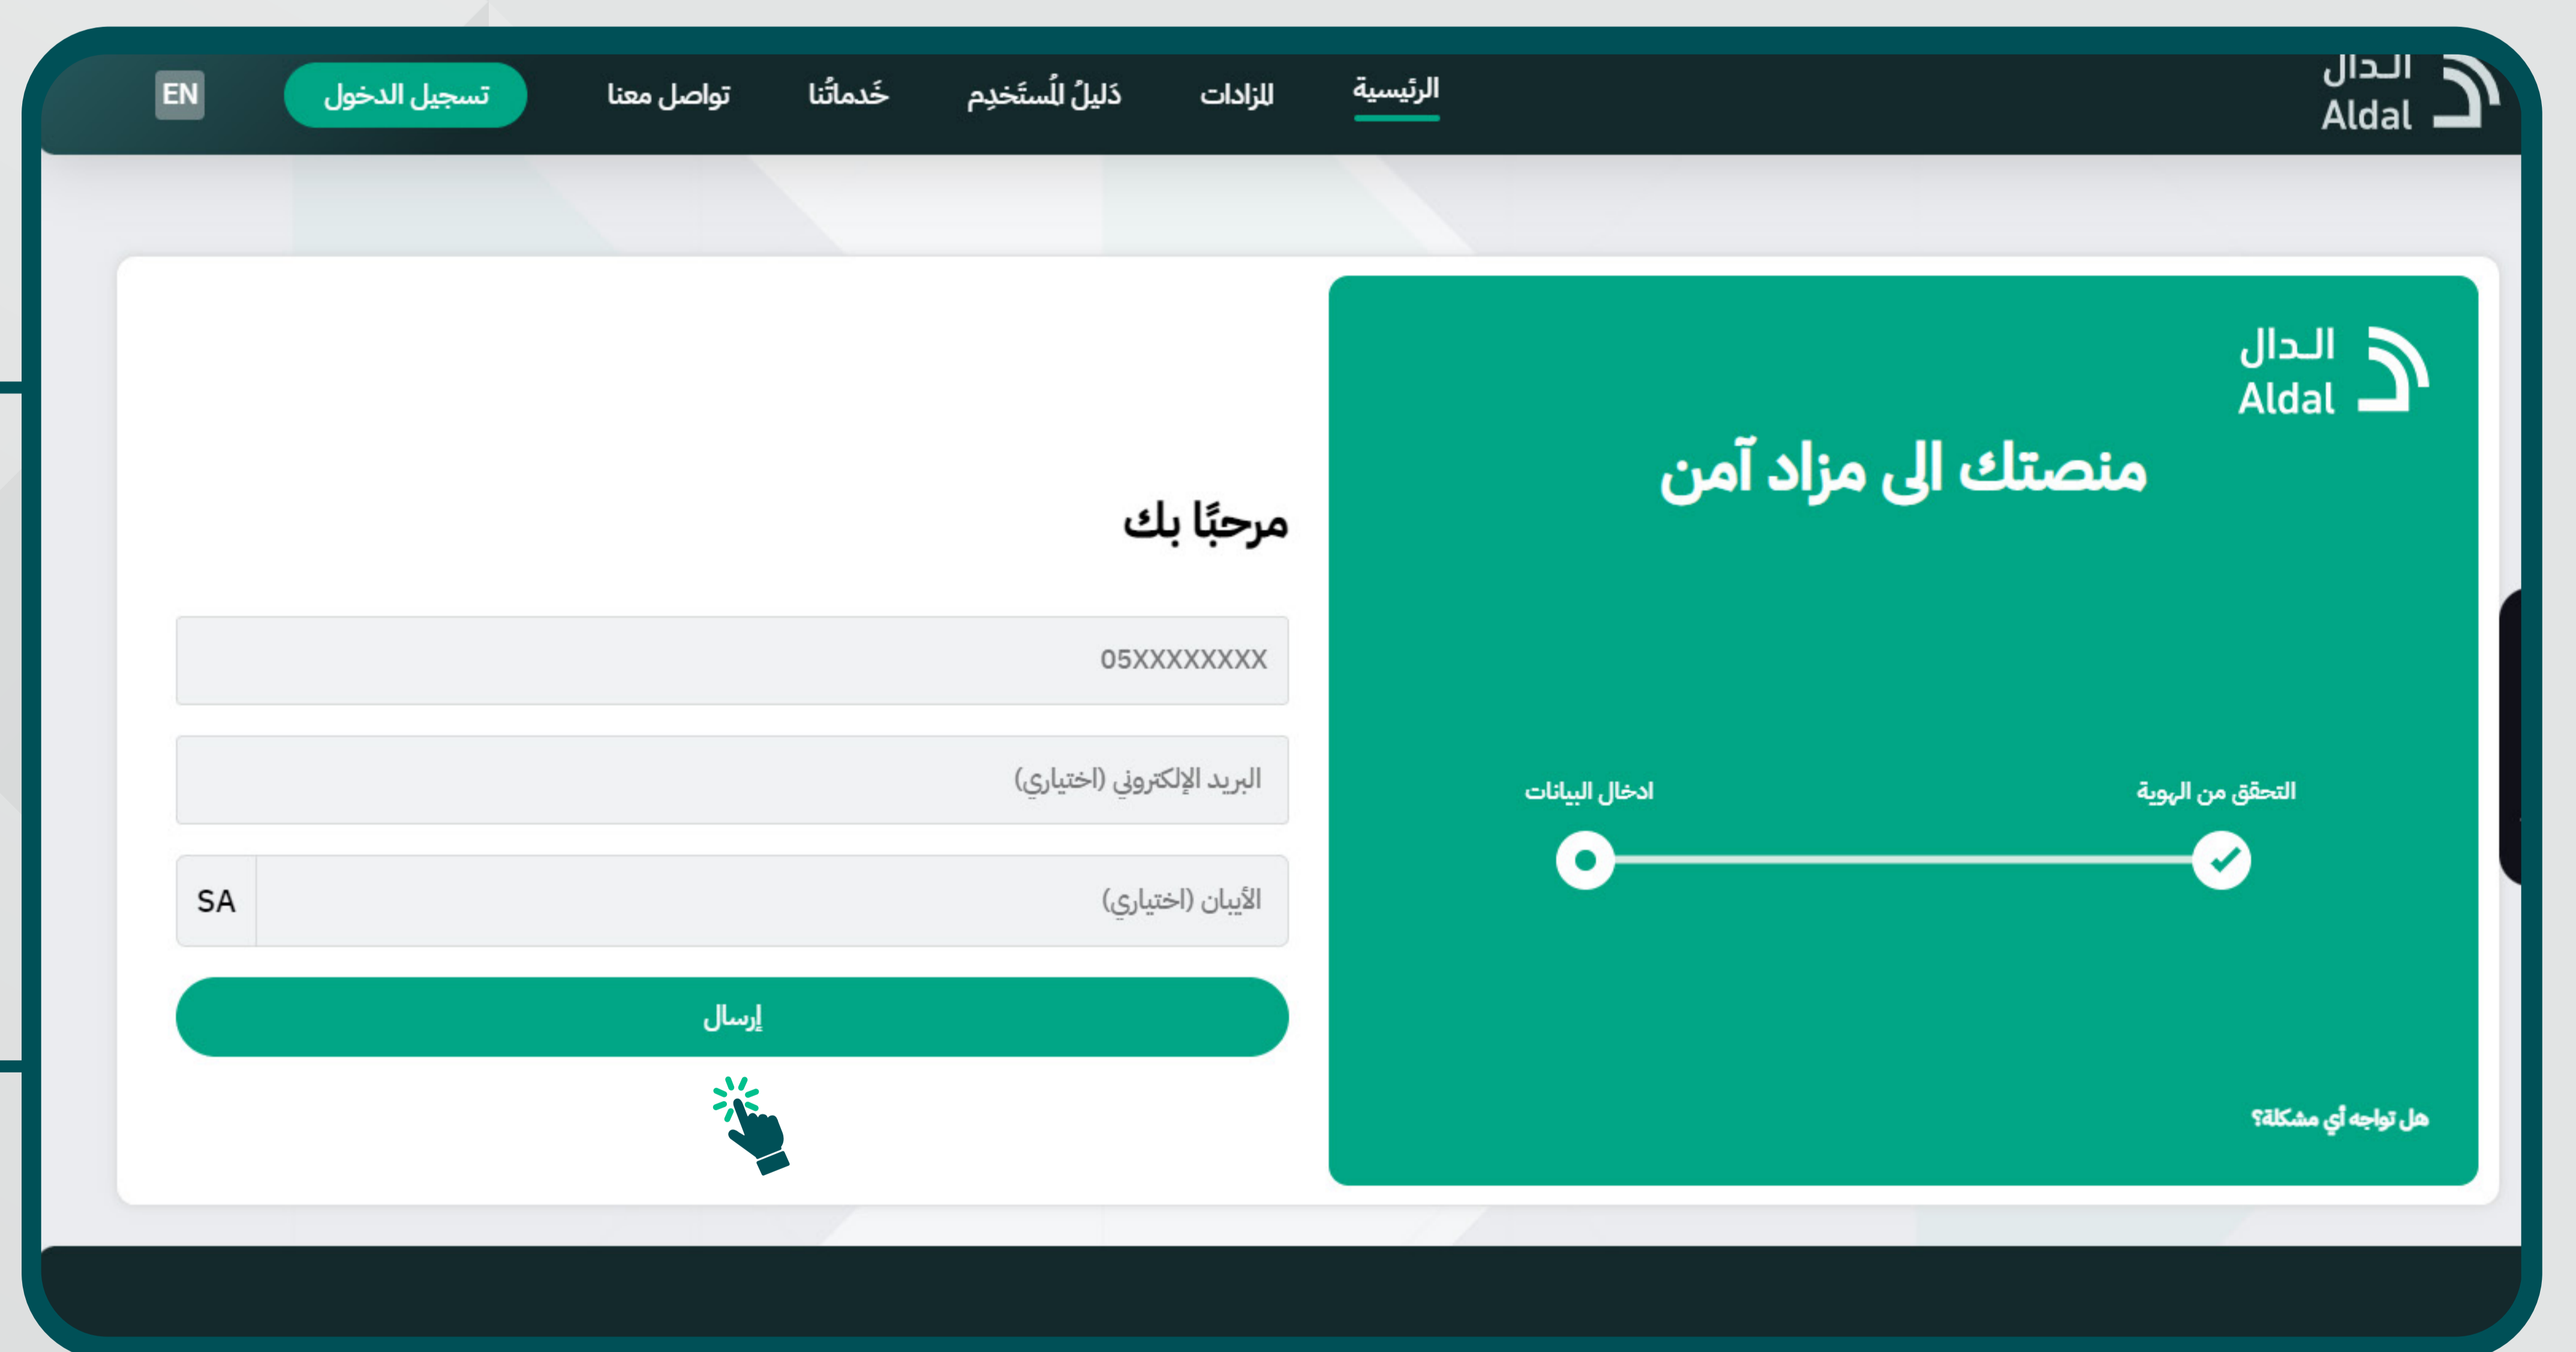 الـدال
Aldal
الرئيسية
المزادات
دَليلُ المُستَخدِم
خَدماتُنا
تواصل معنا
تسجيل الدخول
EN
الـدال
Aldal
منصتك الى مزاد آمن
التحقق من الهوية
ادخال البيانات
هل تواجه أي مشكلة؟
مرحبًا بك
05XXXXXXXX
البريد الإلكتروني (اختياري)
الأيبان (اختياري)
SA
إرسال